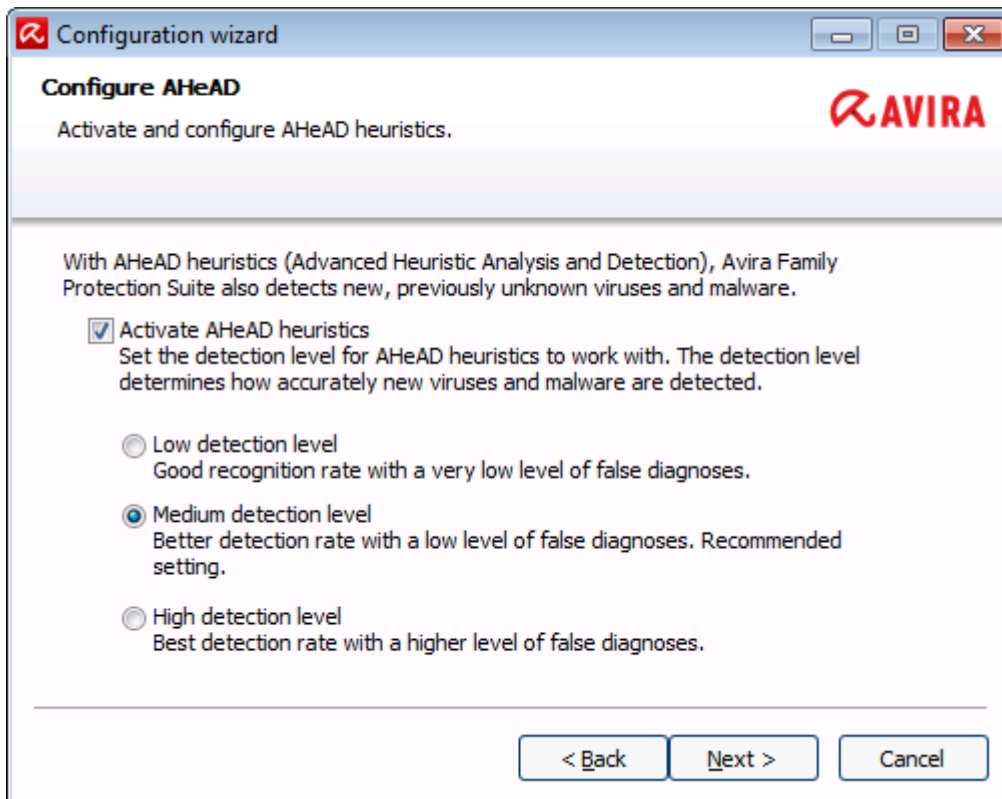 Configuration wizard
Configure AHeAD
Activate and configure AHeAD heuristics.
AVIRA
With AHeAD heuristics (Advanced Heuristic Analysis and Detection), Avira Family
Protection Suite also detects new, previously unknown viruses and malware.
Activate AHeAD heuristics
Set the detection level for AHeAD heuristics to work with. The detection level
determines how accurately new viruses and malware are detected.
Low detection level
Good recognition rate with a very low level of false diagnoses.
Medium detection level
Better detection rate with a low level of false diagnoses. Recommended
setting.
High detection level
Best detection rate with a higher level of false diagnoses.
< Back
Next >
Cancel